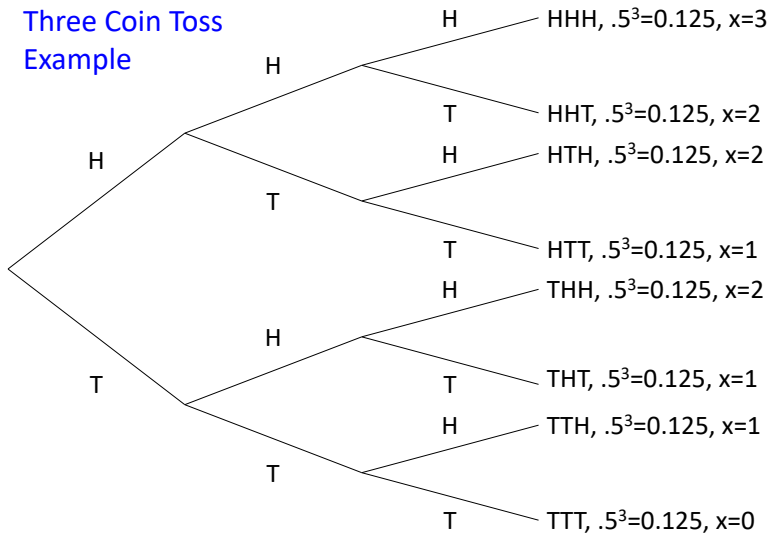 Three Coin Toss
Example
H
HHH, .5³=0.125, x=3
H
T
HHT, .5³=0.125, x=2
H
H
HTH, .5³=0.125, x=2
T
T
HTT, .5³=0.125, x=1
H
THH, .5³=0.125, x=2
H
T
T
THT, .5³=0.125, x=1
H
TTH, .5³=0.125, x=1
T
T
TTT, .5³=0.125, x=0